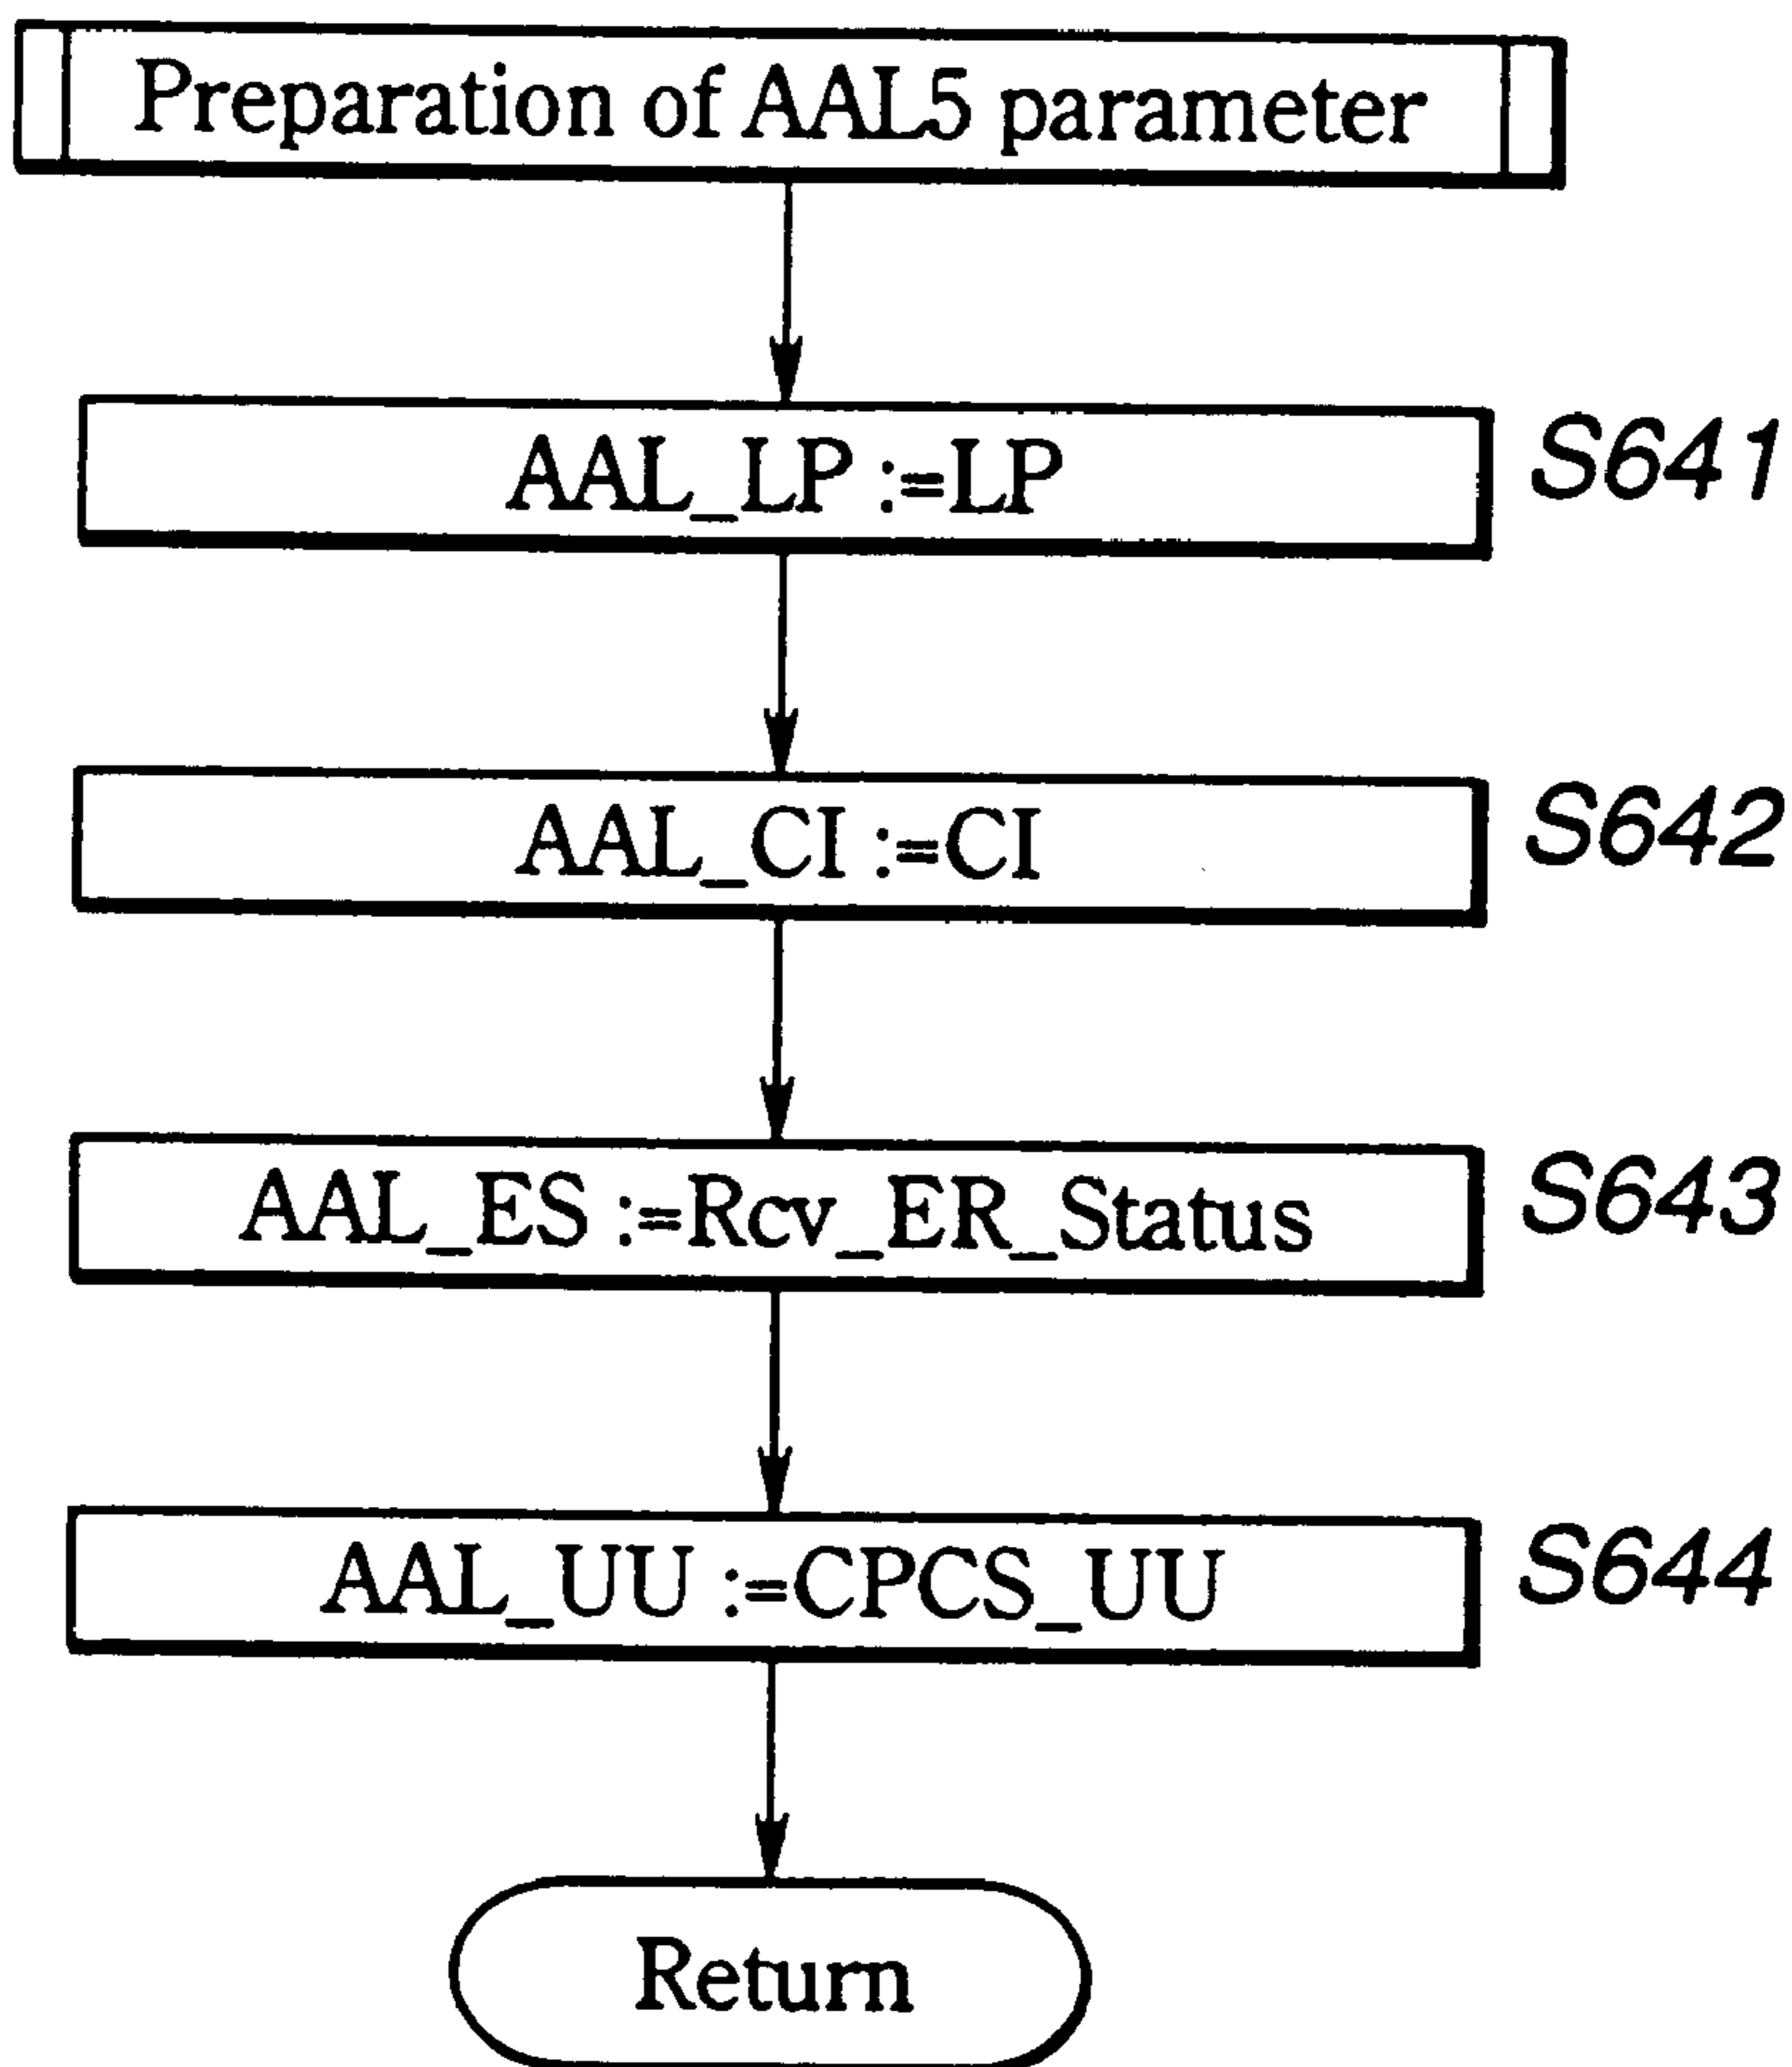 Preparation of AAL5 parameter
AAL_LP :=LP S641
AAL_CI :=CI S642
AAL_ES :=Rcv_ER_Status S643
AAL_UU :=CPCS_UU S644
Return